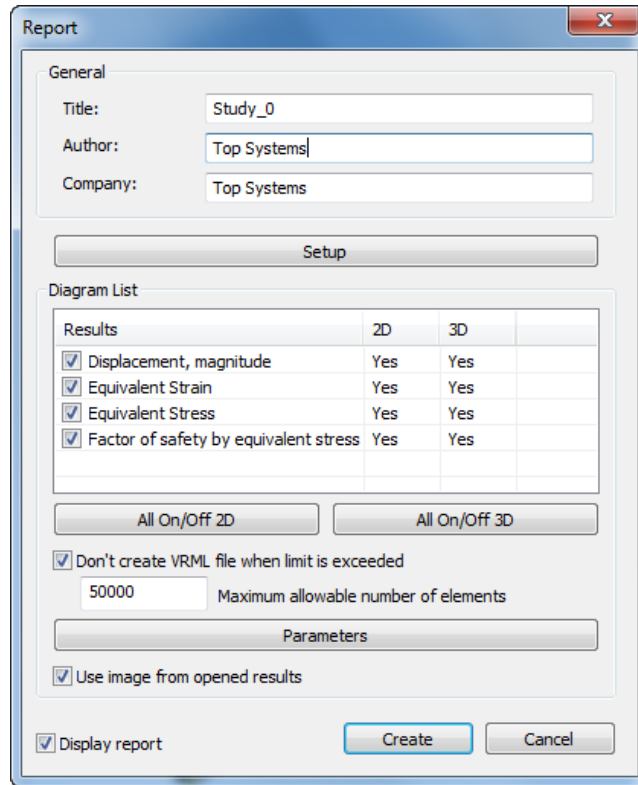 Report
General
Title: Study_0
Author: Top Systems
Company: Top Systems
Setup
Diagram List
Results 2D 3D
Displacement, magnitude Yes Yes
Equivalent Strain Yes Yes
Equivalent Stress Yes Yes
Factor of safety by equivalent stress Yes Yes
All On/Off 2D All On/Off 3D
Don't create VRML file when limit is exceeded
50000 Maximum allowable number of elements
Parameters
Use image from opened results
Display report Create Cancel